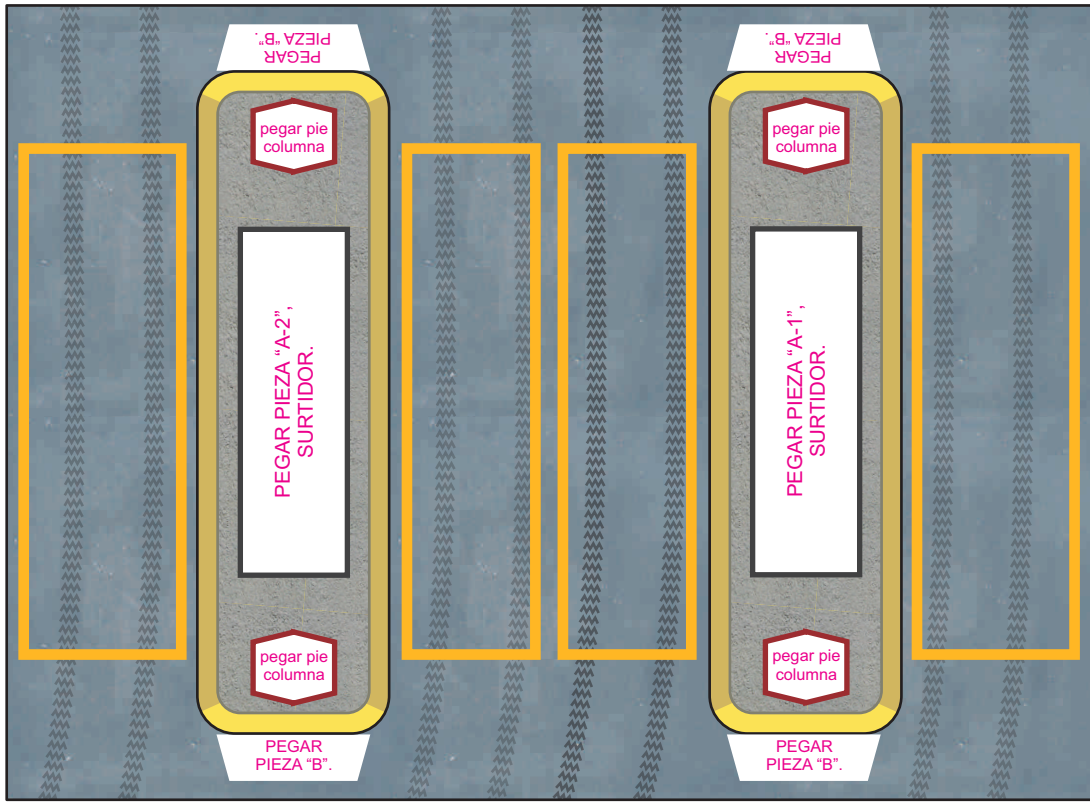 PEGAR
PIEZA “B”.
PEGAR
PIEZA “B”.
pegar pie
columna
pegar pie
columna
PEGAR PIEZA “A-2”,
SURTIDOR.
PEGAR PIEZA “A-1”,
SURTIDOR.
pegar pie
columna
pegar pie
columna
PEGAR
PIEZA “B”.
PEGAR
PIEZA “B”.